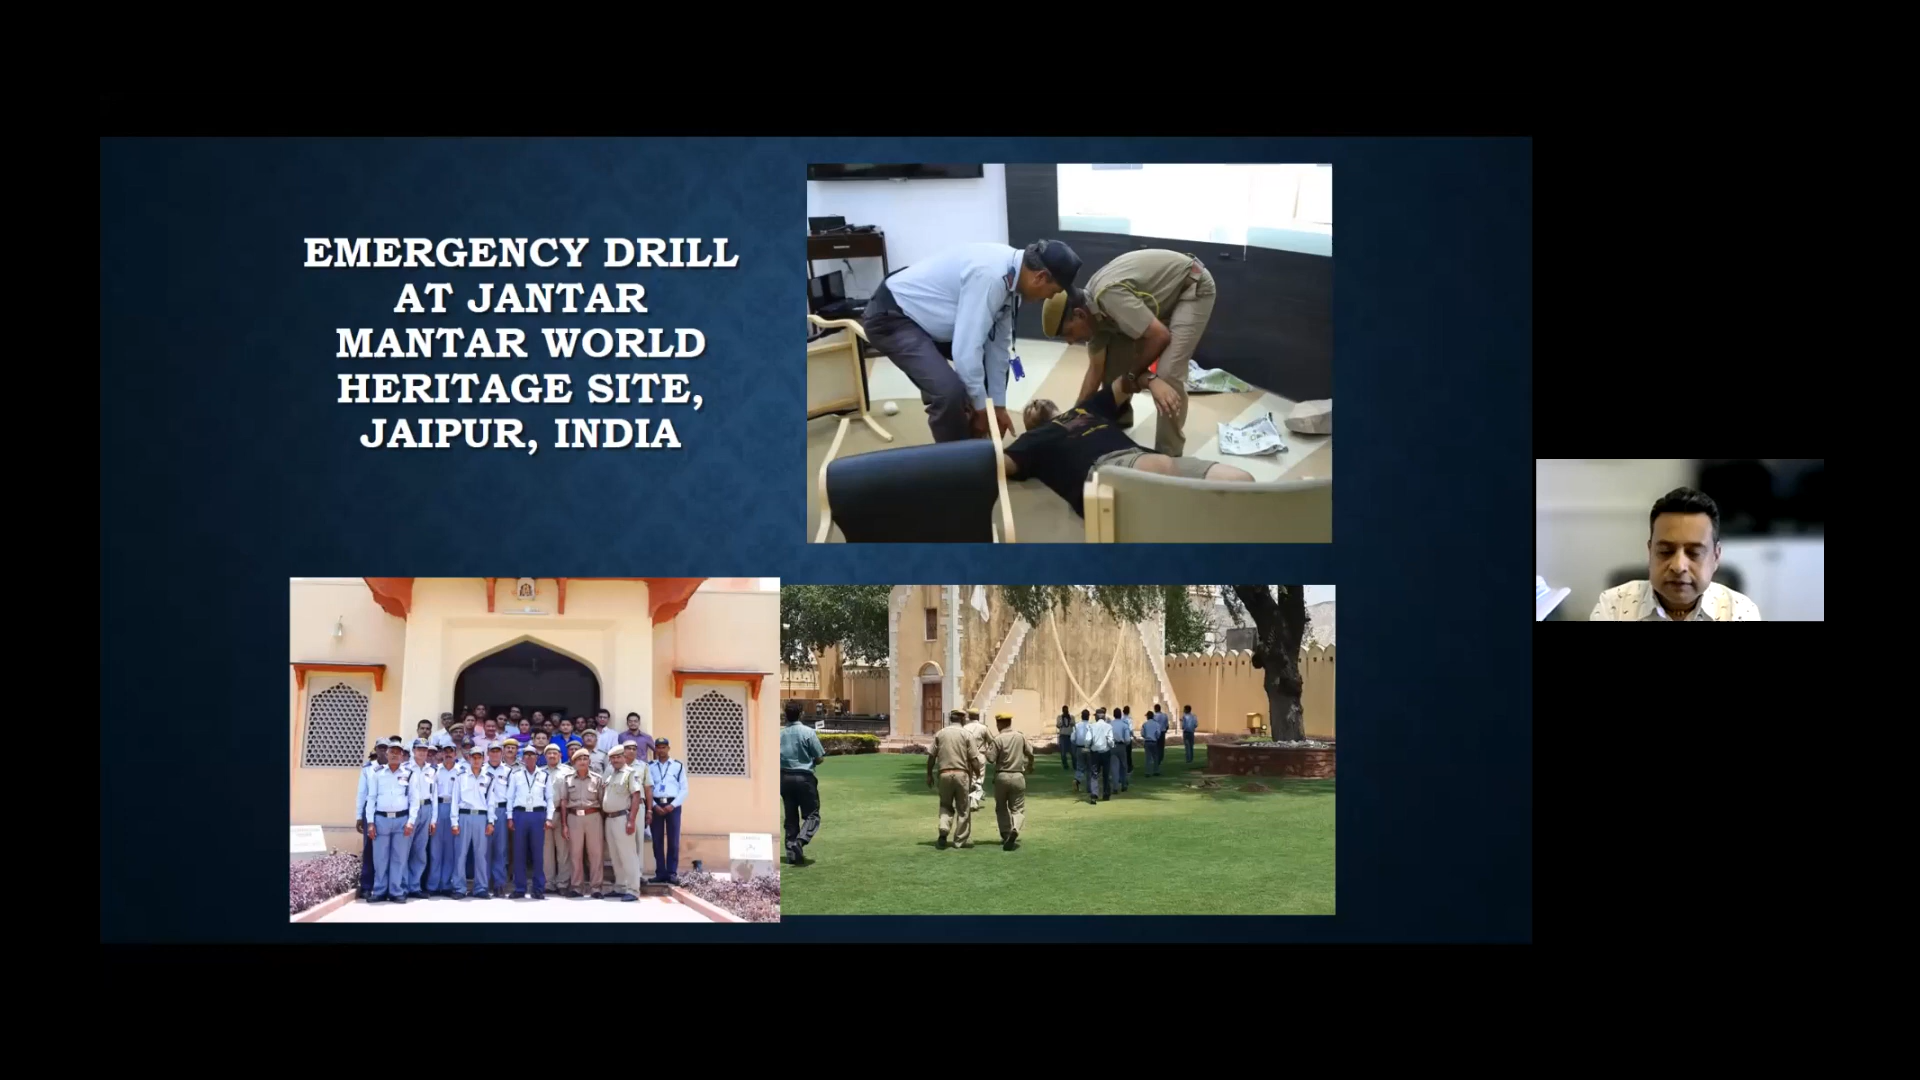 EMERGENCY DRILL
AT JANTAR
MANTAR WORLD
HERITAGE SITE,
JAIPUR, INDIA